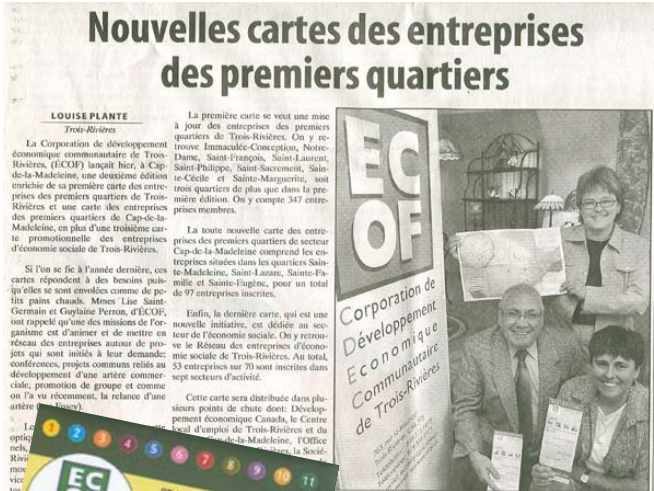 Nouvelles cartes des entreprises
des premiers quartiers
LOUISE PLANTE
Trois-Rivières
La Corporation de développement
économique communautaire de Trois-
Rivières, (ÉCOF) lançait hier, à Cap-
de-la-Madeleine, une deuxième édition
enrichie de sa première carte des entre-
prises des premiers quartiers de Trois-
Rivières et une carte des entreprises
des premiers quartiers de Cap-de-la-
Madeleine, en plus d'une troisième car-
te promotionnelle des entreprises
d'économie sociale de Trois-Rivières.
Si l'on se fie à l'année dernière, ces
cartes répondent à des besoins puis-
qu'elles se sont envolées comme de pe-
tits pains chauds. Mmes Lise Saint-
Germain et Guylaine Perron, d'ÉCOF,
ont rappelé qu'une des missions de l'or-
ganisme est d'animer et de mettre en
réseau des entreprises autour de pro-
jets qui sont initiés à leur demande:
conférences, projets communs reliés au
développement d'une artère commer-
ciale, promotion de groupe et comme
on l'a vu récemment, la relance d'une
artère
La première carte se veut une mise
à jour des entreprises des premiers
quartiers de Trois-Rivières. On y re-
trouve Immaculée-Conception, Notre-
Dame, Saint-François, Saint-Laurent,
Saint-Philippe, Saint-Sacrement, Sain-
te-Cécile et Sainte-Marguerite, soit
trois quartiers de plus que dans la pre-
mière édition. On y compte 347 entre-
prises membres.
La toute nouvelle carte des entre-
prises des premiers quartiers de secteur
Cap-de-la-Madeleine comprend les en-
treprises situées dans les quartiers Sain-
te-Madeleine, Saint-Lazare, Sainte-Fa-
mille et Sainte-Eugène, pour un total
de 97 entreprises inscrites.
Enfin, la dernière carte, qui est une
nouvelle initiative, est dédiée au sec-
teur de l'économie sociale. On y retrou-
ve le Réseau des entreprises d'écono-
mie sociale de Trois-Rivières. Au total,
53 entreprises sur 70 sont inscrites dans
sept secteurs d'activité.
Cette carte sera distribuée dans plu-
sieurs points de chute dont: Dévelop-
pement économique Canada, le Centre
local d'emploi de Trois-Rivières et du
Cap-de-la-Madeleine, l'Office
la Socié-
EC
OF
Corporation de
Développement
Economique
Communautaire
de Trois-Rivières
1 2 3 4 5 6 7 8 9 10 11
EC